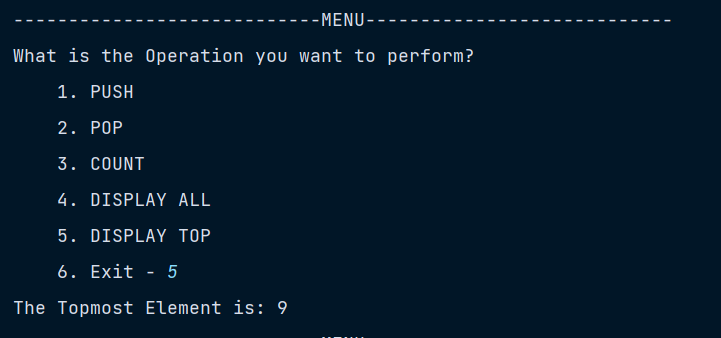 ----------------------------MENU----------------------------
What is the Operation you want to perform?
1. PUSH
2. POP
3. COUNT
4. DISPLAY ALL
5. DISPLAY TOP
6. Exit - 5
The Topmost Element is: 9